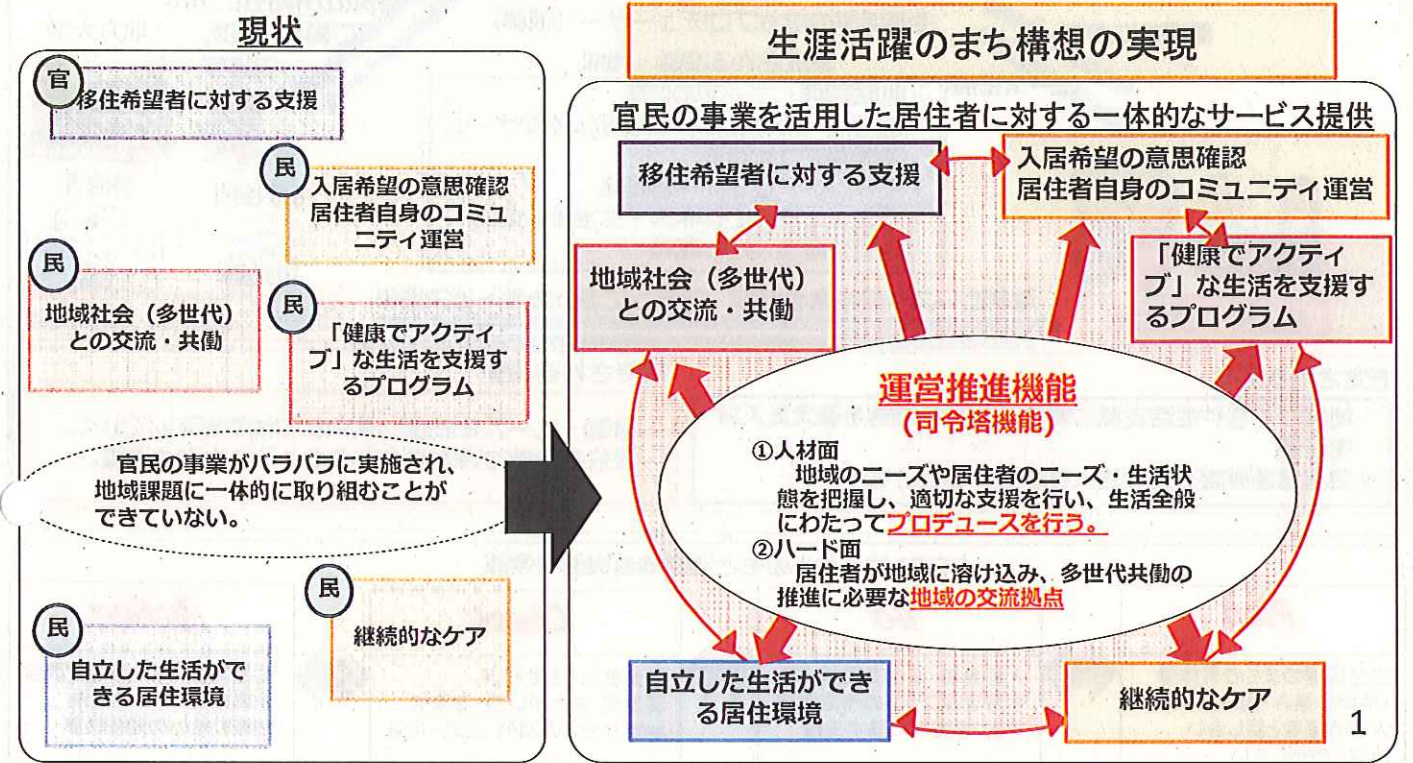 現状
官
移住希望者に対する支援
民
入居希望の意思確認
居住者自身のコミュ
ニティ運営
民
地域社会（多世代）
との交流・共働
民
「健康でアクティ
ブ」な生活を支援す
るプログラム
官民の事業がバラバラに実施され、
地域課題に一体的に取り組むことが
できていない。
民
継続的なケア
民
自立した生活がで
きる居住環境
生涯活躍のまち構想の実現
官民の事業を活用した居住者に対する一体的なサービス提供
移住希望者に対する支援
入居希望の意思確認
居住者自身のコミュニティ運営
地域社会（多世代）
との交流・共働
「健康でアクティ
ブ」な生活を支援す
るプログラム
運営推進機能
(司令塔機能)
①人材面
地域のニーズや居住者のニーズ、生活状
態を把握し、適切な支援を行い、生活全般
にわたってプロデュースを行う。
②ハード面
居住者が地域に溶け込み、多世代共働の
推進に必要な地域の交流拠点
自立した生活ができ
る居住環境
継続的なケア
1